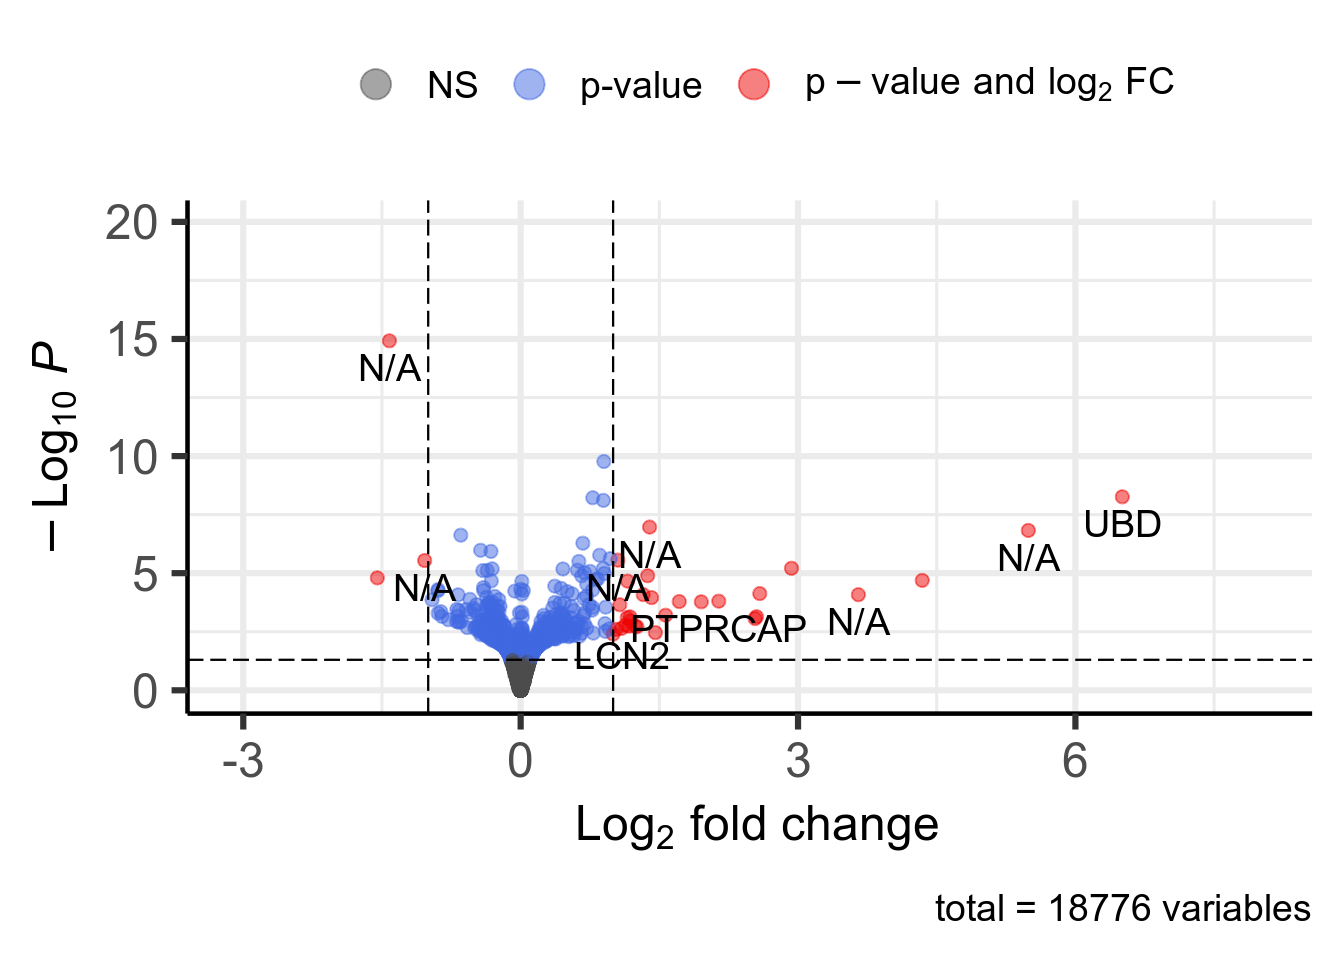 NS p-value p – value and log₂ FC
20
15
10
5
0
– Log₁₀ P
N/A
UBD
N/A
N/A
N/A
N/A
N/A
PTPRCAP
LCN2
-3 0 3 6
Log₂ fold change
total = 18776 variables